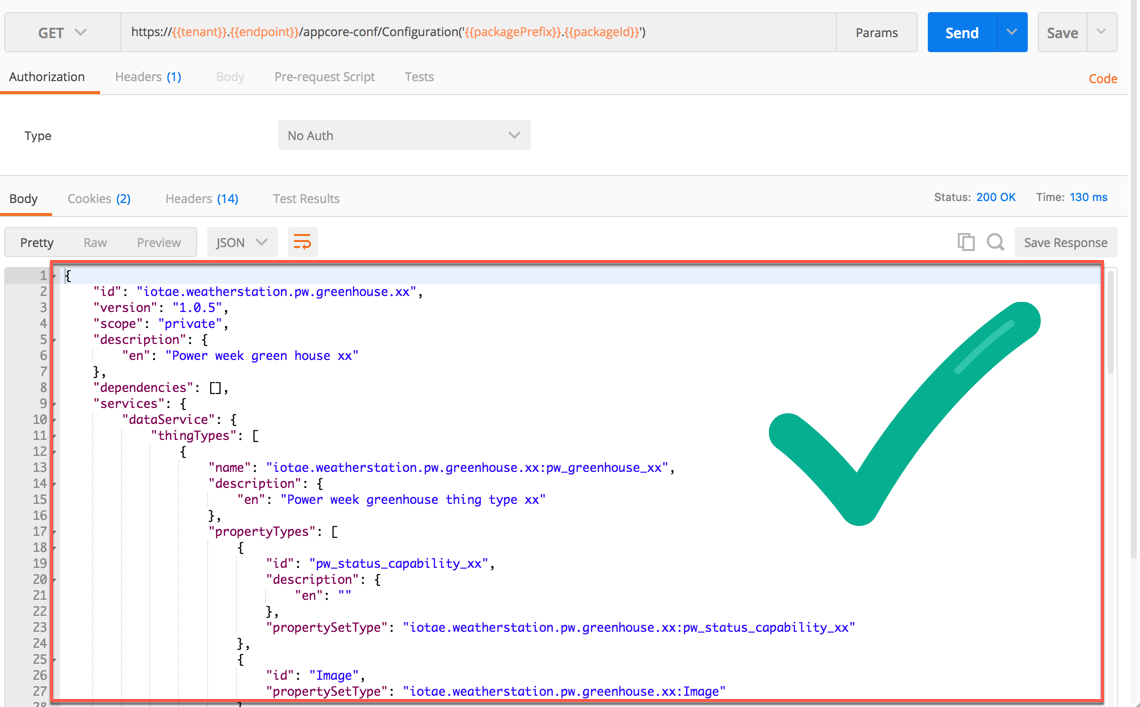 GET https://{{tenant}}.{{endpoint}}/appcore-conf/Configuration('{{packagePrefix}}.{{packageId}}') Params Send Save
Authorization Headers (1) Body Pre-request Script Tests Code
Type No Auth
Body Cookies (2) Headers (14) Test Results Status: 200 OK Time: 130 ms
Pretty Raw Preview JSON Save Response
1 {
2 "id": "iotae.weatherstation.pw.greenhouse.xx",
3 "version": "1.0.5",
4 "scope": "private",
5 "description": {
6 "en": "Power week green house xx"
7 },
8 "dependencies": [],
9 "services": {
10 "dataService": {
11 "thingTypes": [
12 {
13 "name": "iotae.weatherstation.pw.greenhouse.xx:pw_greenhouse_xx",
14 "description": {
15 "en": "Power week greenhouse thing type xx"
16 },
17 "propertyTypes": [
18 {
19 "id": "pw_status_capability_xx",
20 "description": {
21 "en": ""
22 },
23 "propertySetType": "iotae.weatherstation.pw.greenhouse.xx:pw_status_capability_xx"
24 },
25 {
26 "id": "Image",
27 "propertySetType": "iotae.weatherstation.pw.greenhouse.xx:Image"
28 }